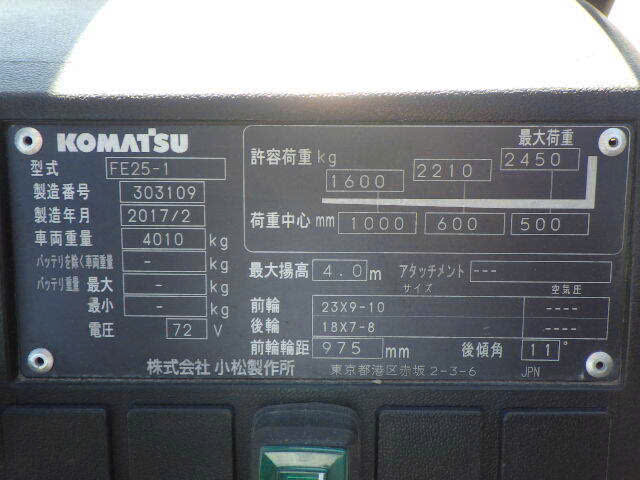 KOMATSU
型式 FE25-1
製造番号 303109
製造年月 2017/2
車両重量 4010 kg
バッテリを除く車両重量 - kg
バッテリ重量 最大 - kg
最小 - kg
電圧 72 V
最大荷重
許容荷重 kg 1600 2210 2450
荷重中心 mm 1000 600 500
最大揚高 4.0 m アタッチメント ---
サイズ 空気圧
前輪 23X9-10 ----
後輪 18X7-8 ----
前輪輪距 975 mm 後傾角 11°
株式会社 小松製作所 東京都港区赤坂 2-3-6 JPN